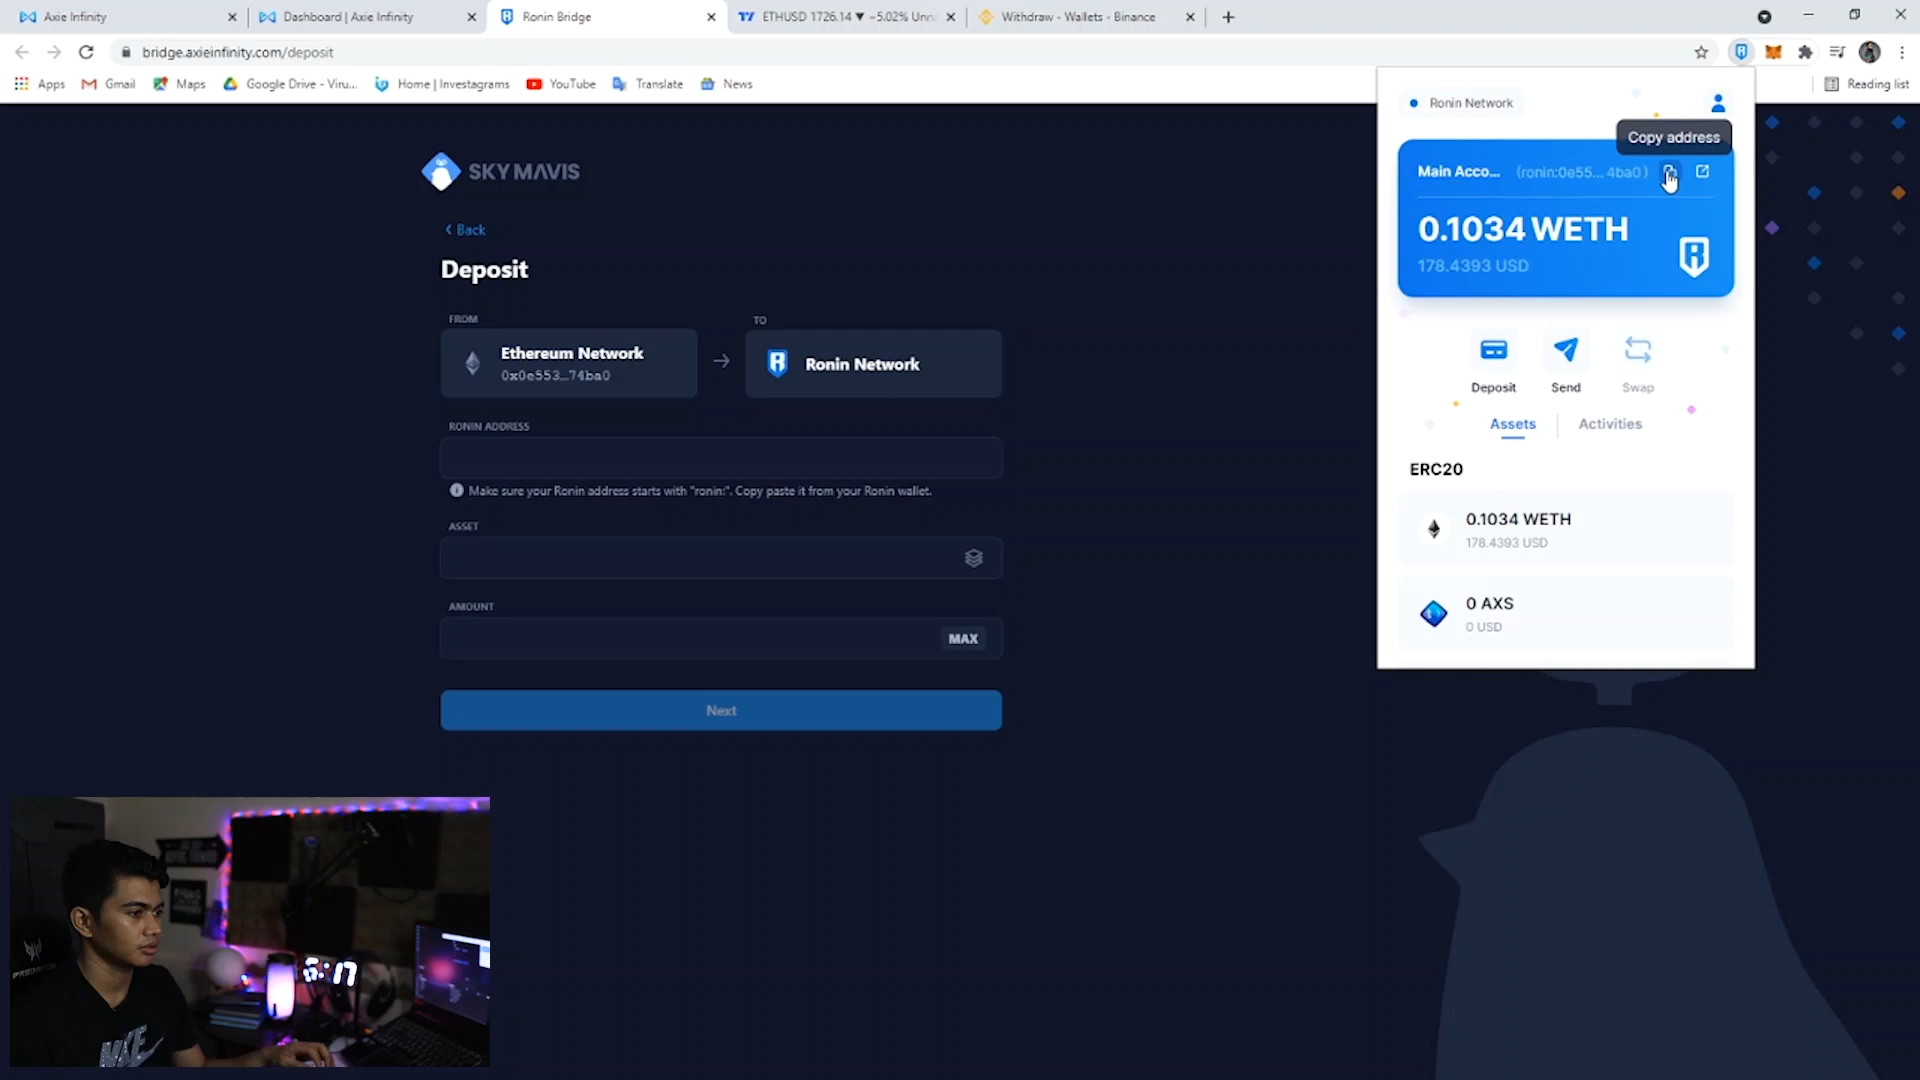 Axie Infinity
Dashboard | Axie Infinity
Ronin Bridge
ETHUSD 1726.14 ▼ −5.02% Unn
Withdraw - Wallets - Binance
bridge.axieinfinity.com/deposit
Apps
Gmail
Maps
Google Drive - Viru...
Home | Investagrams
YouTube
Translate
News
Reading list
SKY MAVIS
Back
Deposit
FROM
Ethereum Network
0x0e553...74ba0
TO
Ronin Network
RONIN ADDRESS
Make sure your Ronin address starts with "ronin:". Copy paste it from your Ronin wallet.
ASSET
AMOUNT
MAX
Next
Ronin Network
Copy address
Main Acco... (ronin:0e55... 4ba0)
0.1034 WETH
178.4393 USD
Deposit
Send
Swap
Assets
Activities
ERC20
0.1034 WETH
178.4393 USD
0 AXS
0 USD
PREDATOR
NIKE